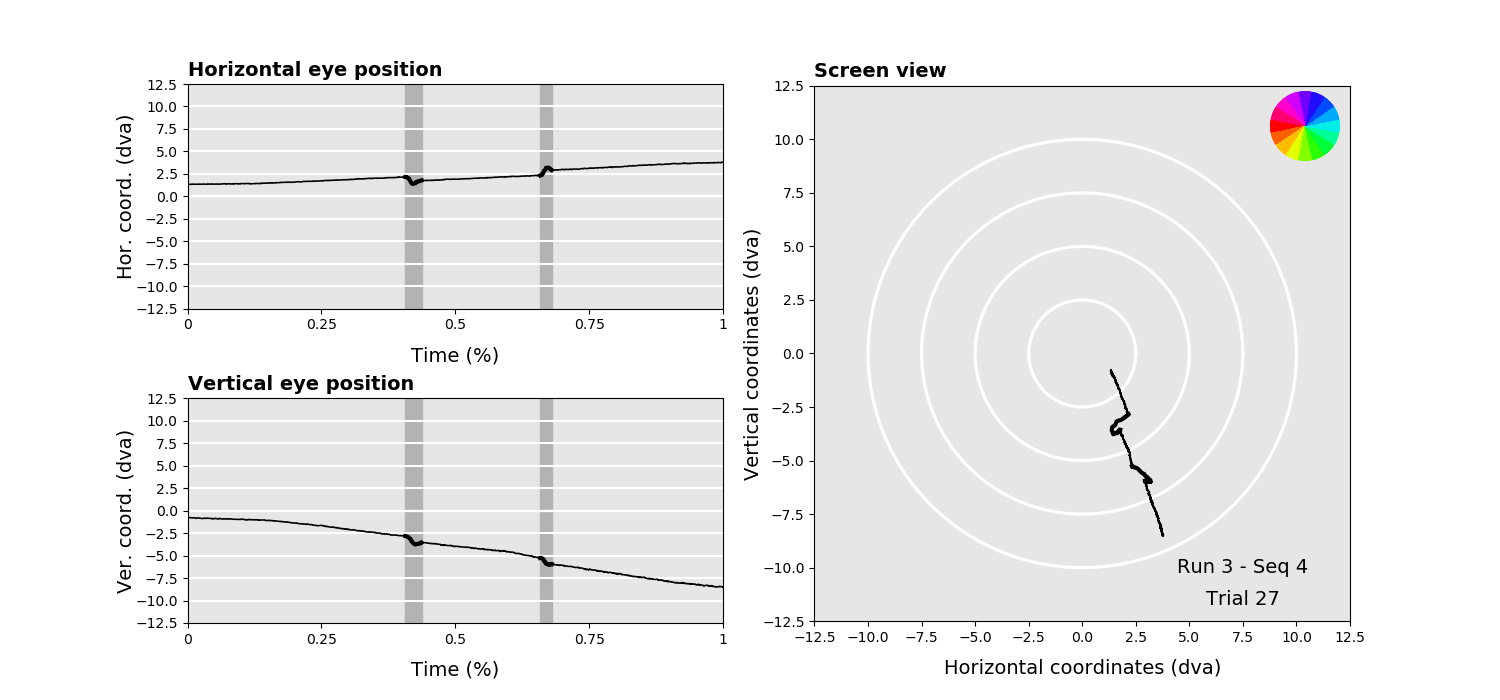 Horizontal eye position
Hor. coord. (dva)
12.5
10.0
7.5
5.0
2.5
0.0
−2.5
−5.0
−7.5
−10.0
−12.5
0 0.25 0.5 0.75 1
Time (%)
Vertical eye position
Ver. coord. (dva)
12.5
10.0
7.5
5.0
2.5
0.0
−2.5
−5.0
−7.5
−10.0
−12.5
0 0.25 0.5 0.75 1
Time (%)
Screen view
Vertical coordinates (dva)
12.5
10.0
7.5
5.0
2.5
0.0
−2.5
−5.0
−7.5
−10.0
−12.5
Run 3 - Seq 4
Trial 27
−12.5 −10.0 −7.5 −5.0 −2.5 0.0 2.5 5.0 7.5 10.0 12.5
Horizontal coordinates (dva)